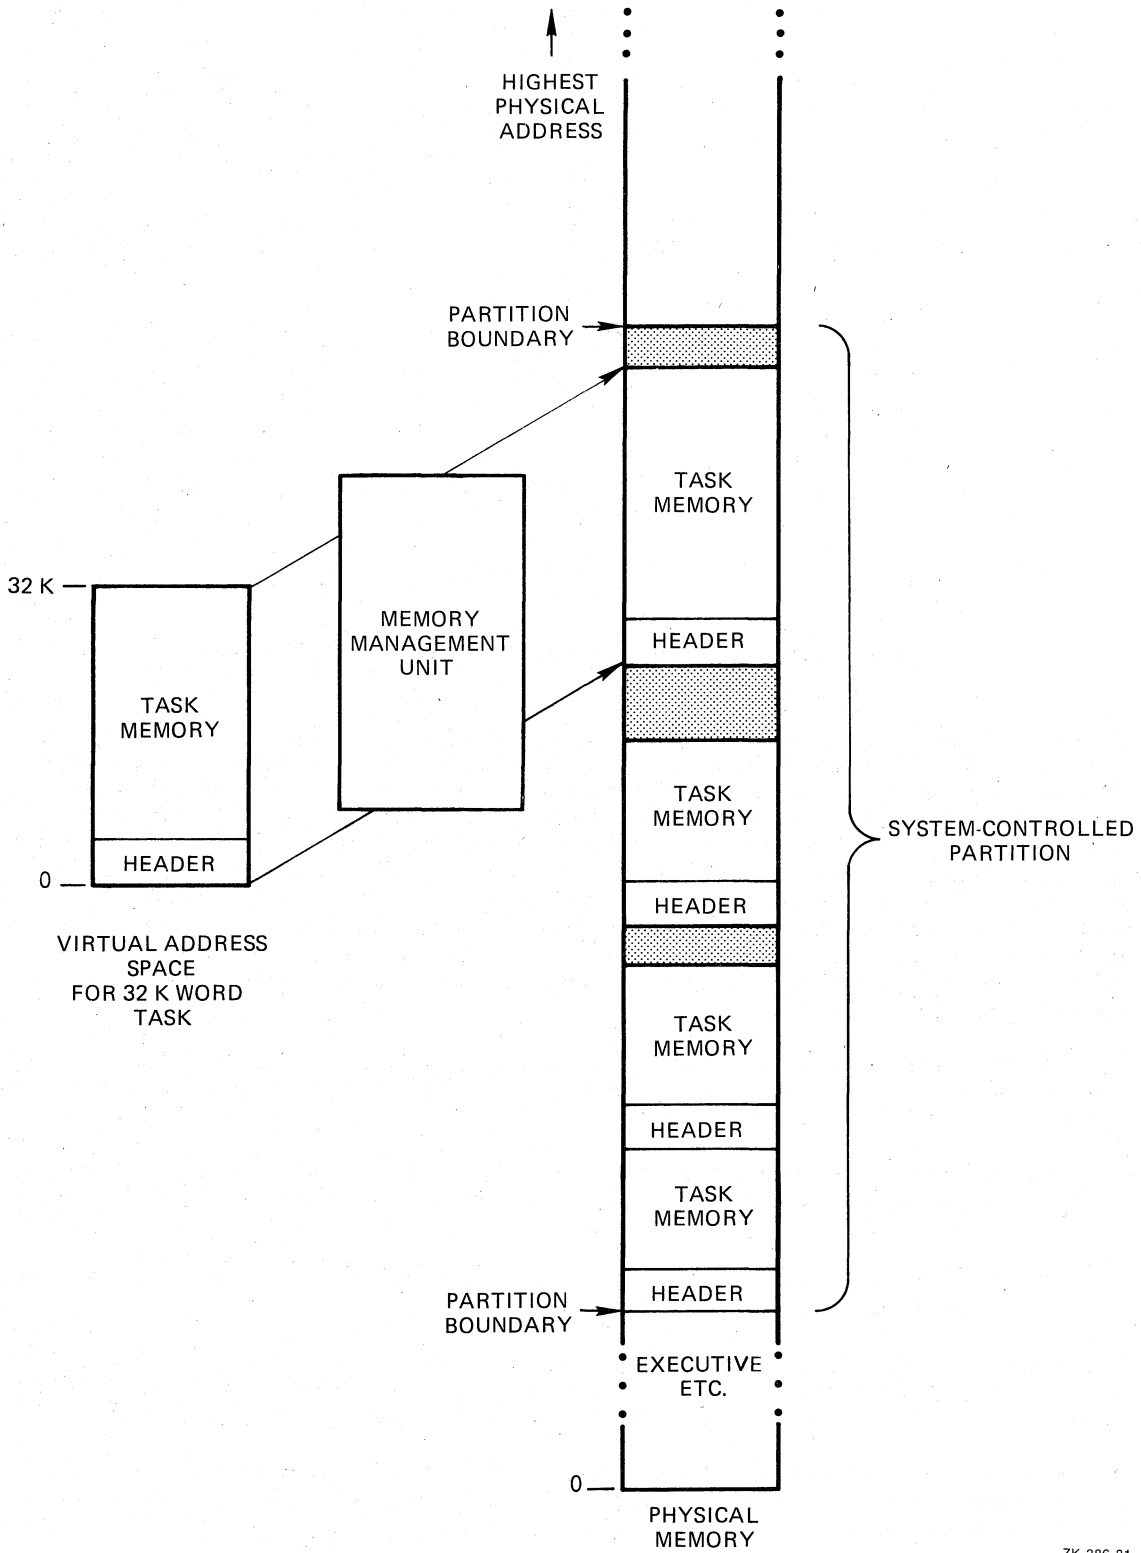 HIGHEST
PHYSICAL
ADDRESS
PARTITION
BOUNDARY
TASK
MEMORY
32 K
MEMORY
MANAGEMENT
UNIT
HEADER
TASK
MEMORY
TASK
MEMORY
SYSTEM-CONTROLLED
PARTITION
HEADER
0
HEADER
VIRTUAL ADDRESS
SPACE
FOR 32 K WORD
TASK
TASK
MEMORY
HEADER
TASK
MEMORY
HEADER
PARTITION
BOUNDARY
EXECUTIVE
ETC.
0
PHYSICAL
MEMORY